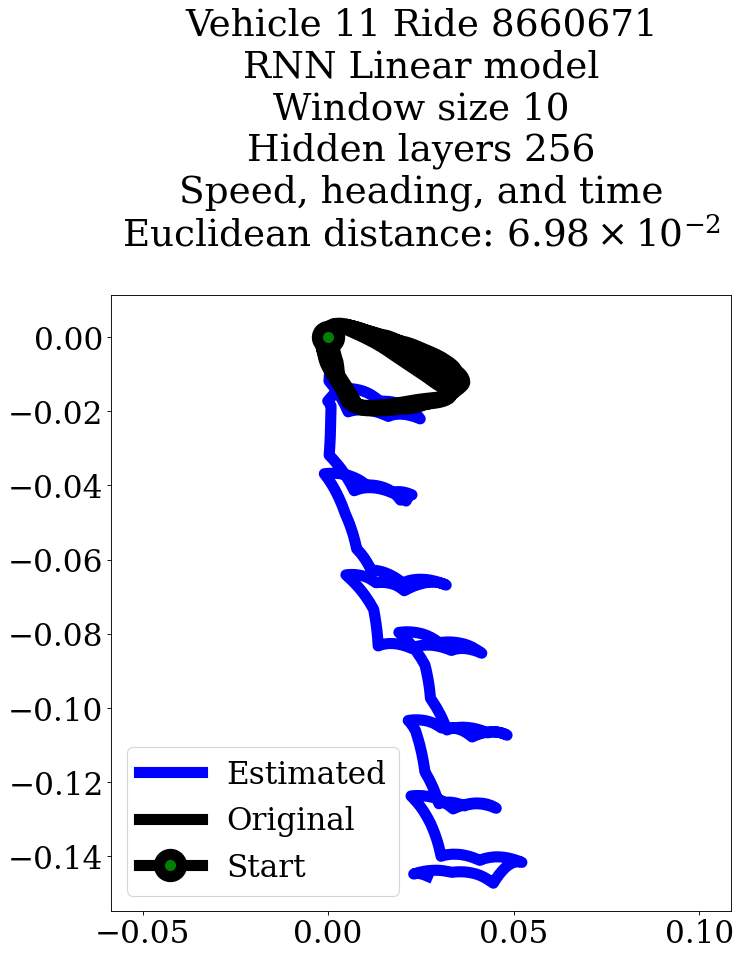 Vehicle 11 Ride 8660671
RNN Linear model
Window size 10
Hidden layers 256
Speed, heading, and time
Euclidean distance: 6.98 × 10⁻²
0.00
−0.02
−0.04
−0.06
−0.08
−0.10
−0.12
−0.14
Estimated
Original
Start
−0.05 0.00 0.05 0.10